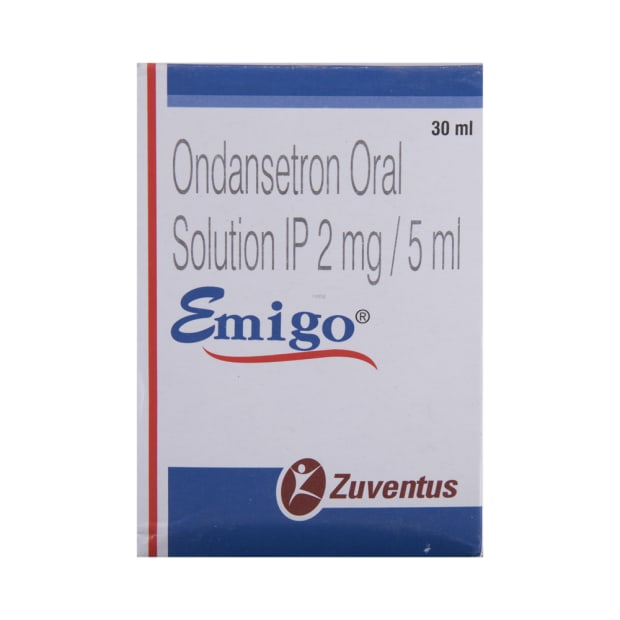 30 ml
Ondansetron Oral
Solution IP 2 mg / 5 ml
Emigo®
Zuventus